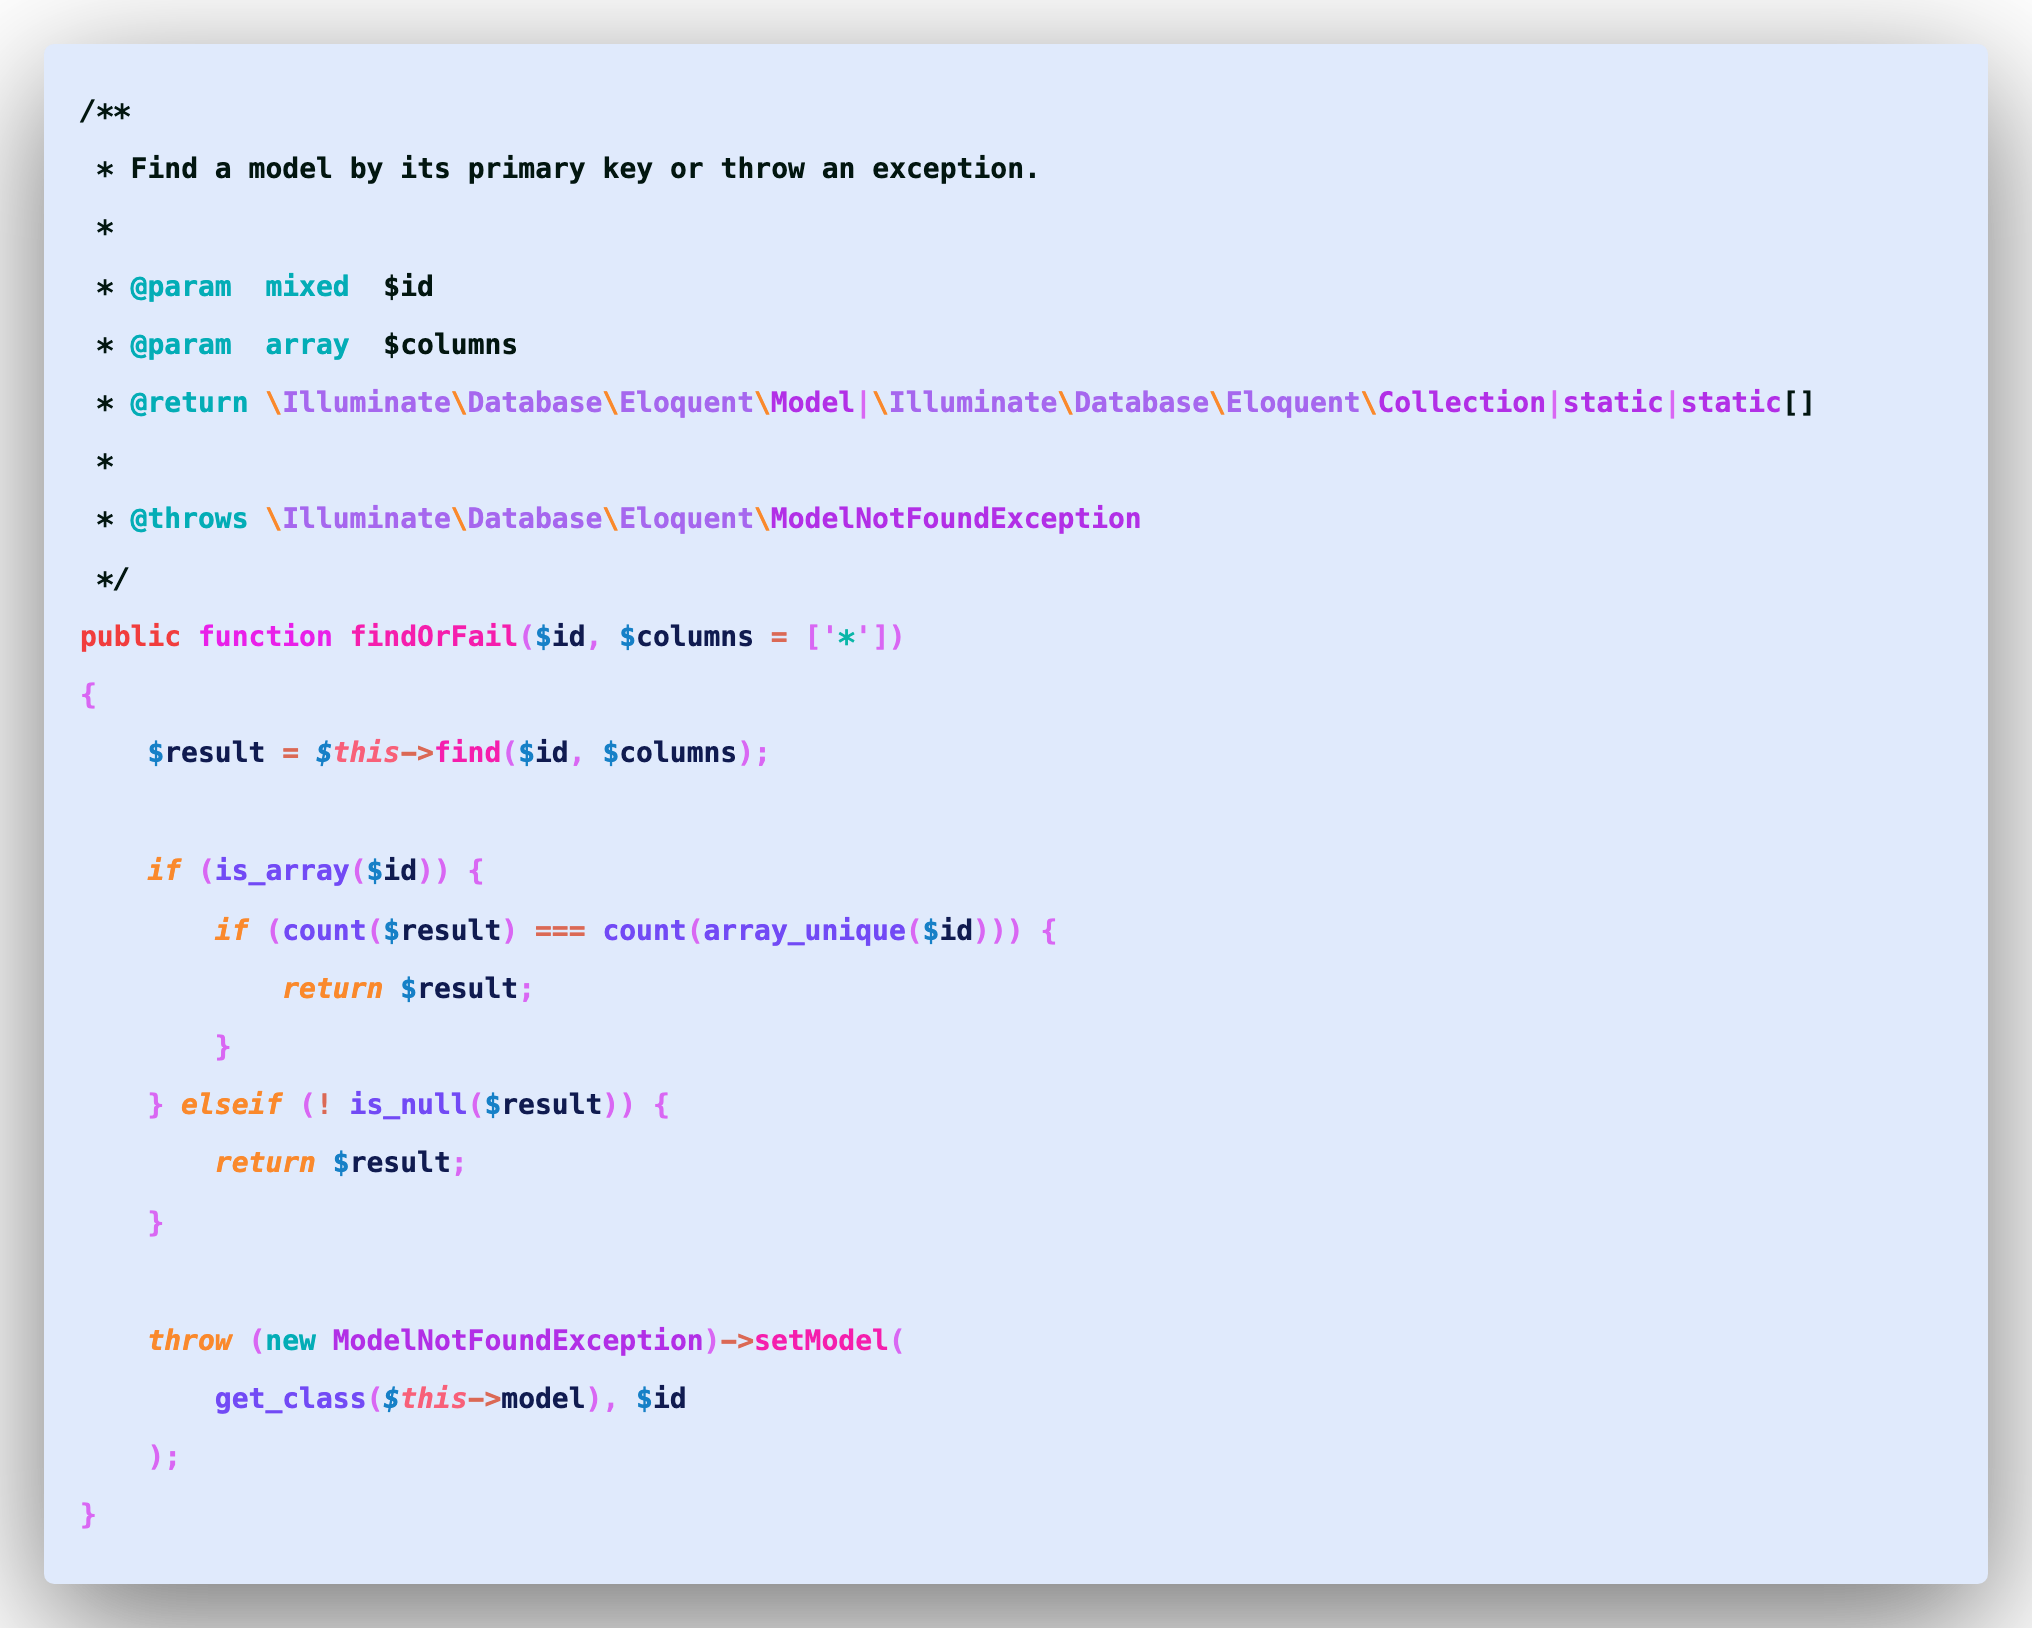 /**
 * Find a model by its primary key or throw an exception.
 *
 * @param  mixed  $id
 * @param  array  $columns
 * @return \Illuminate\Database\Eloquent\Model|\Illuminate\Database\Eloquent\Collection|static|static[]
 *
 * @throws \Illuminate\Database\Eloquent\ModelNotFoundException
 */
public function findOrFail($id, $columns = ['*'])
{
    $result = $this->find($id, $columns);

    if (is_array($id)) {
        if (count($result) === count(array_unique($id))) {
            return $result;
        }
    } elseif (! is_null($result)) {
        return $result;
    }

    throw (new ModelNotFoundException)->setModel(
        get_class($this->model), $id
    );
}